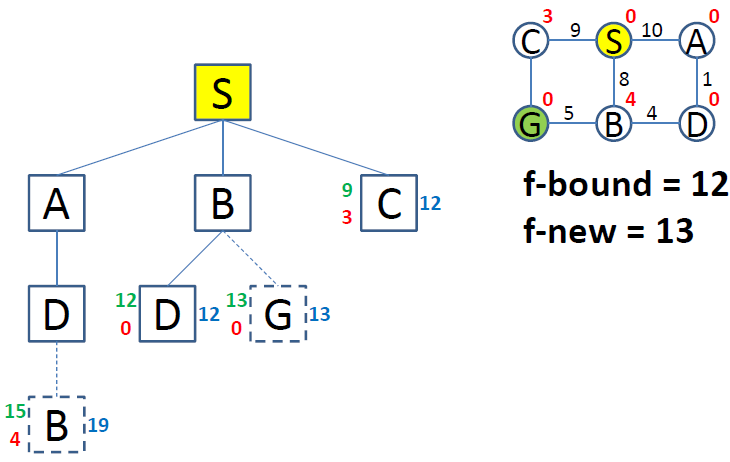 3 0 0
C 9 S 10 A
8 1
0 4 0
G 5 B 4 D
S
f-bound = 12
f-new = 13
A B 9 3 C 12
D 12 0 D 12 13 0 G 13
15 4 B 19